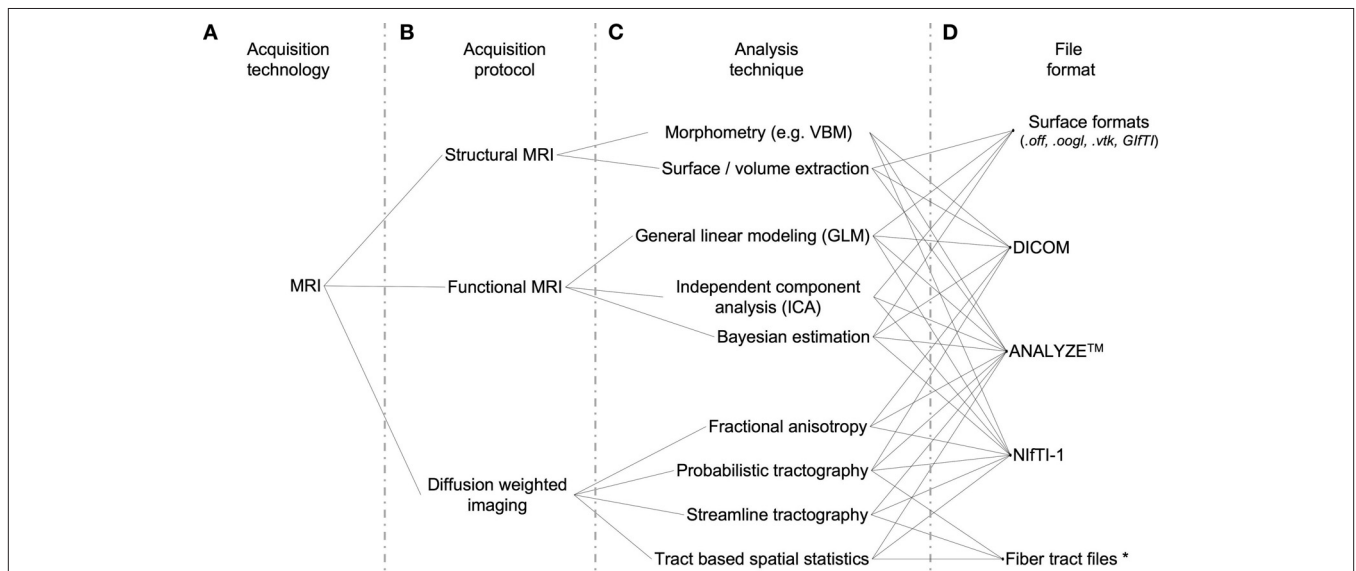 A
Acquisition
technology
B
Acquisition
protocol
C
Analysis
technique
D
File
format
MRI
Structural MRI
Functional MRI
Diffusion weighted
imaging
Morphometry (e.g. VBM)
Surface / volume extraction
General linear modeling (GLM)
Independent component
analysis (ICA)
Bayesian estimation
Fractional anisotropy
Probabilistic tractography
Streamline tractography
Tract based spatial statistics
Surface formats
(.off, .oogl, .vtk, GIfTI)
DICOM
ANALYZE™
NIfTI-1
Fiber tract files *